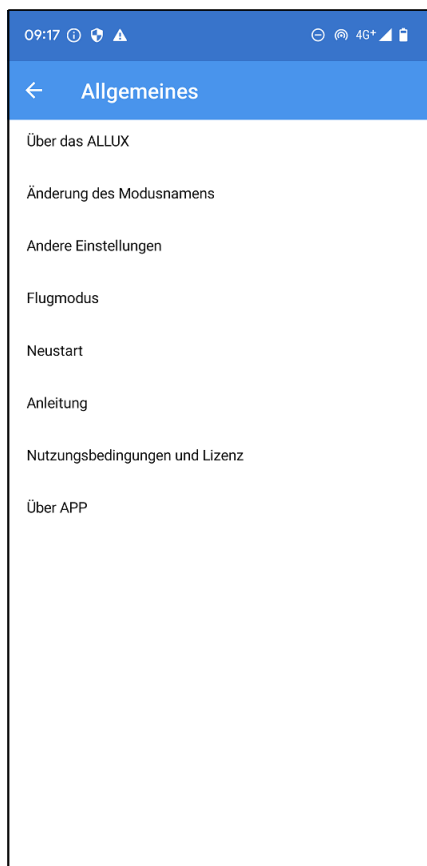 09:17 4G+
Allgemeines
Über das ALLUX
Änderung des Modusnamens
Andere Einstellungen
Flugmodus
Neustart
Anleitung
Nutzungsbedingungen und Lizenz
Über APP